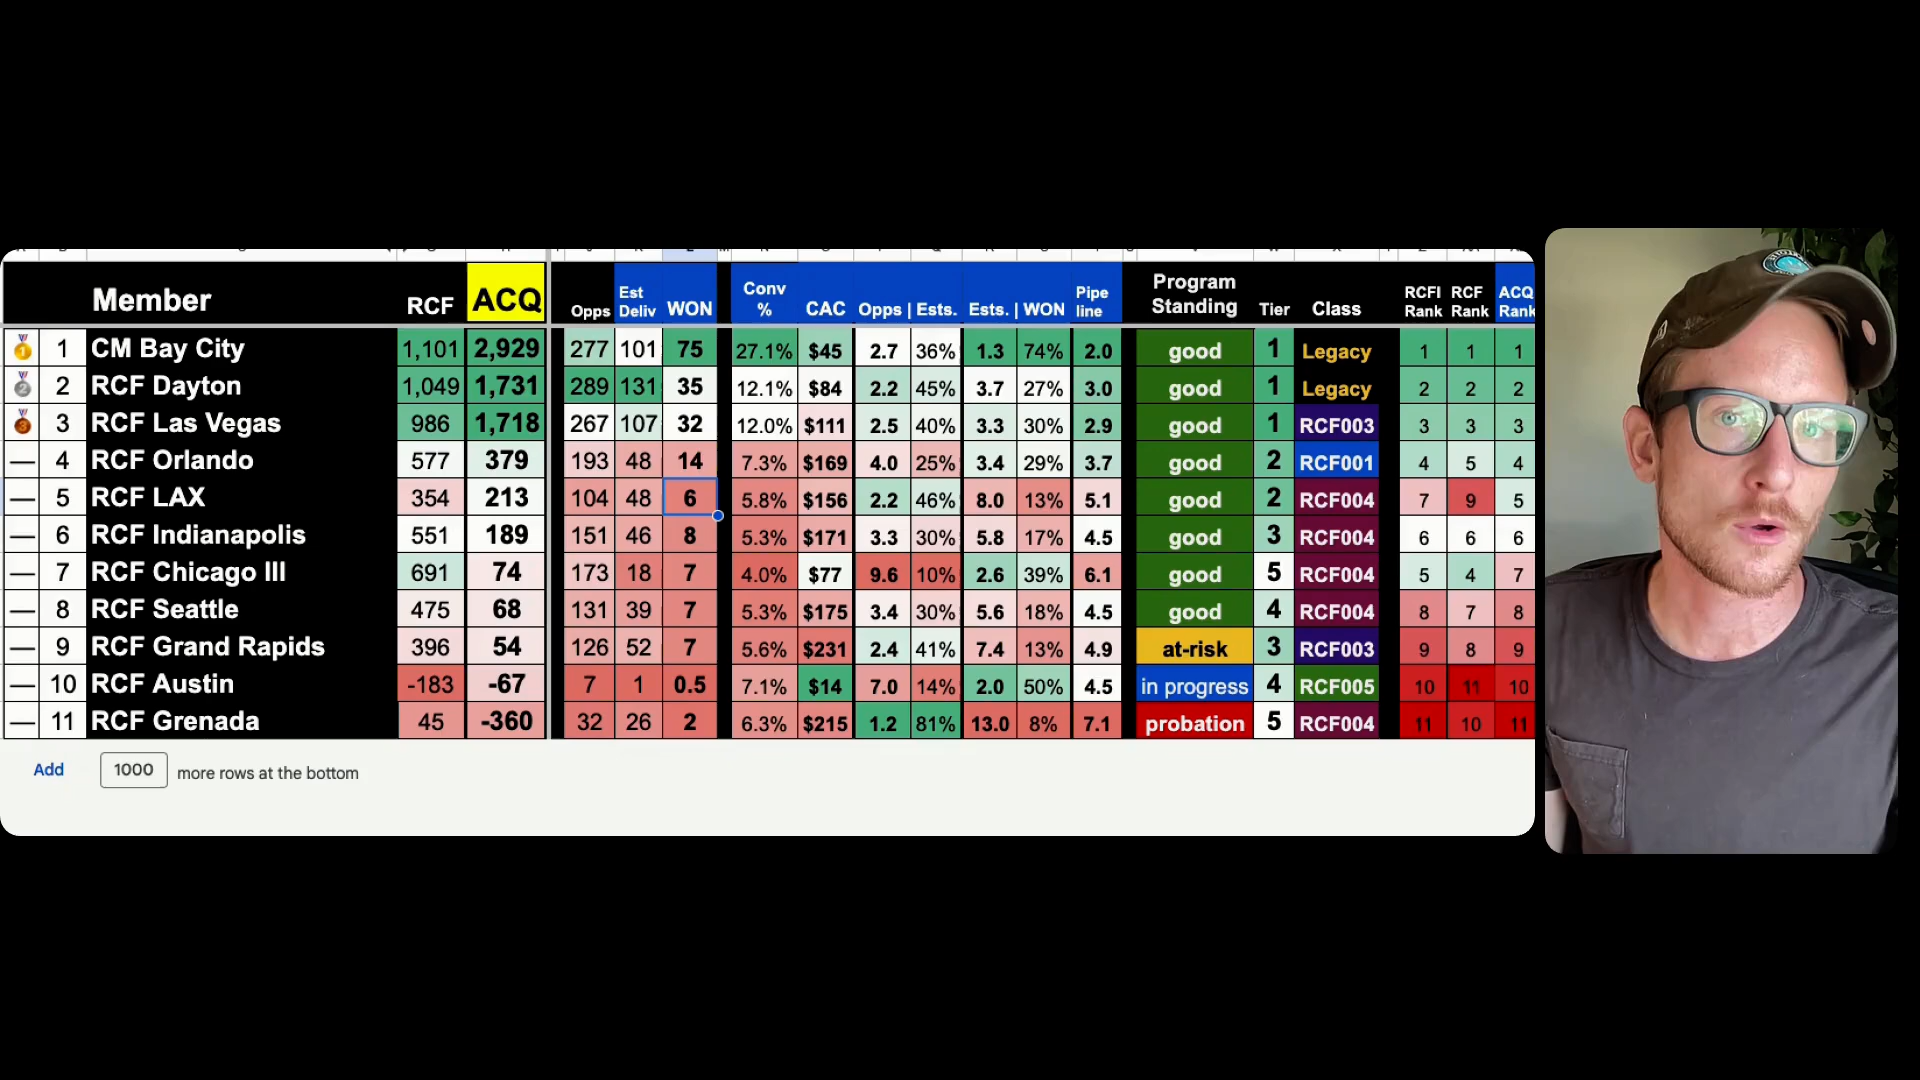 Member RCF ACQ Opps Est Deliv WON Conv % CAC Opps | Ests. Ests. | WON Pipe line Program Standing Tier Class RCFI Rank RCF Rank ACQ Rank
1 CM Bay City 1,101 2,929 277 101 75 27.1% $45 2.7 36% 1.3 74% 2.0 good 1 Legacy 1 1 1
2 RCF Dayton 1,049 1,731 289 131 35 12.1% $84 2.2 45% 3.7 27% 3.0 good 1 Legacy 2 2 2
3 RCF Las Vegas 986 1,718 267 107 32 12.0% $111 2.5 40% 3.3 30% 2.9 good 1 RCF003 3 3 3
— 4 RCF Orlando 577 379 193 48 14 7.3% $169 4.0 25% 3.4 29% 3.7 good 2 RCF001 4 5 4
— 5 RCF LAX 354 213 104 48 6 5.8% $156 2.2 46% 8.0 13% 5.1 good 2 RCF004 7 9 5
— 6 RCF Indianapolis 551 189 151 46 8 5.3% $171 3.3 30% 5.8 17% 4.5 good 3 RCF004 6 6 6
— 7 RCF Chicago III 691 74 173 18 7 4.0% $77 9.6 10% 2.6 39% 6.1 good 5 RCF004 5 4 7
— 8 RCF Seattle 475 68 131 39 7 5.3% $175 3.4 30% 5.6 18% 4.5 good 4 RCF004 8 7 8
— 9 RCF Grand Rapids 396 54 126 52 7 5.6% $231 2.4 41% 7.4 13% 4.9 at-risk 3 RCF003 9 8 9
— 10 RCF Austin -183 -67 7 1 0.5 7.1% $14 7.0 14% 2.0 50% 4.5 in progress 4 RCF005 10 11 10
— 11 RCF Grenada 45 -360 32 26 2 6.3% $215 1.2 81% 13.0 8% 7.1 probation 5 RCF004 11 10 11
Add 1000 more rows at the bottom